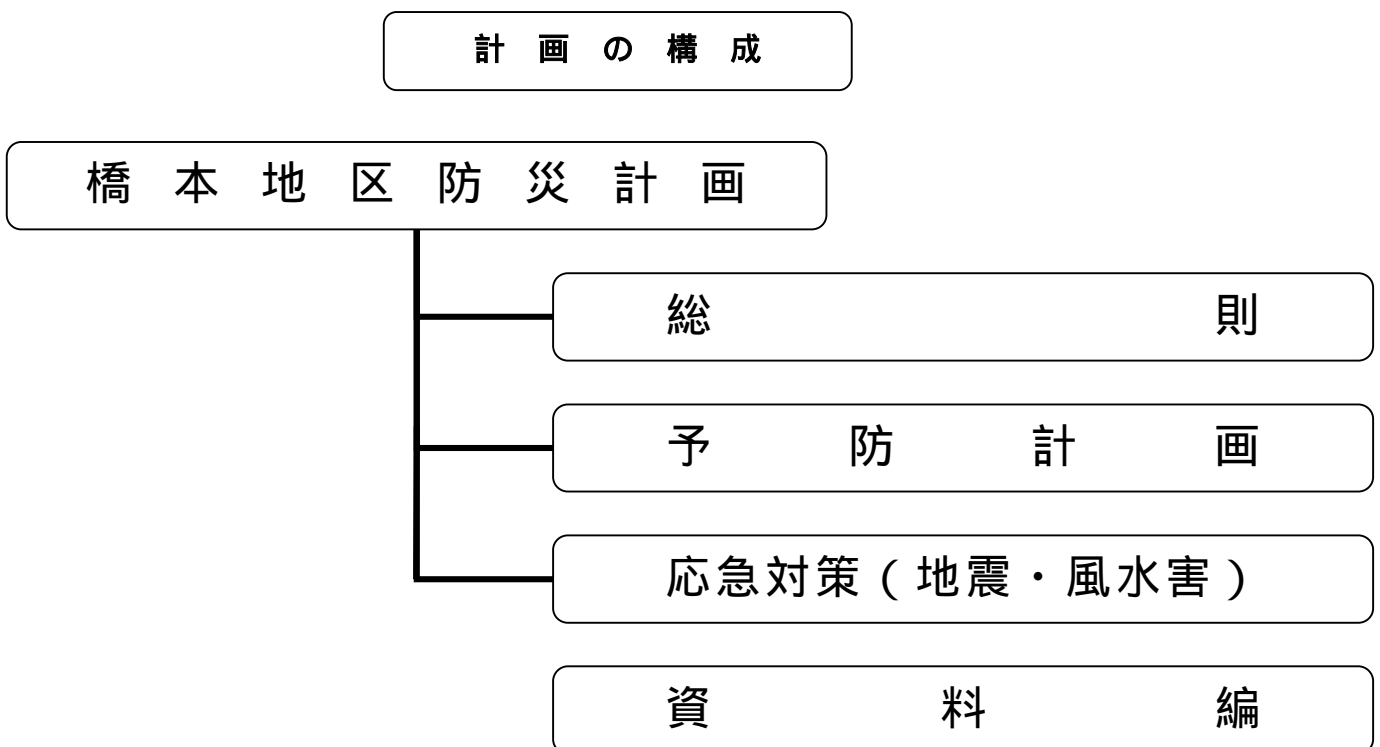 計画の構成
橋本地区防災計画
総則
予防計画
応急対策(地震・風水害)
資料編